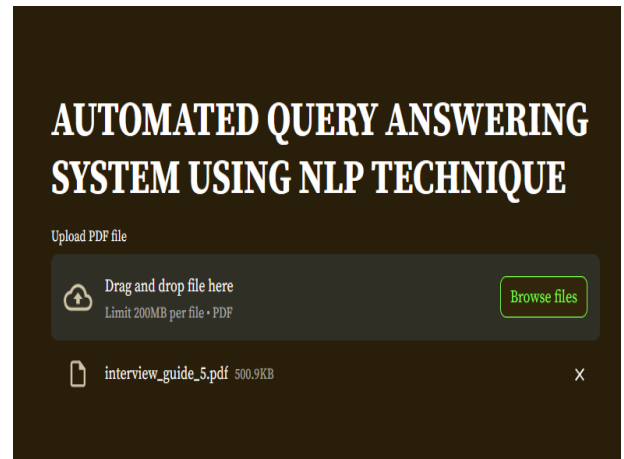 AUTOMATED QUERY ANSWERING
SYSTEM USING NLP TECHNIQUE
Upload PDF file
Drag and drop file here
Limit 200MB per file • PDF
Browse files
interview_guide_5.pdf 500.9KB